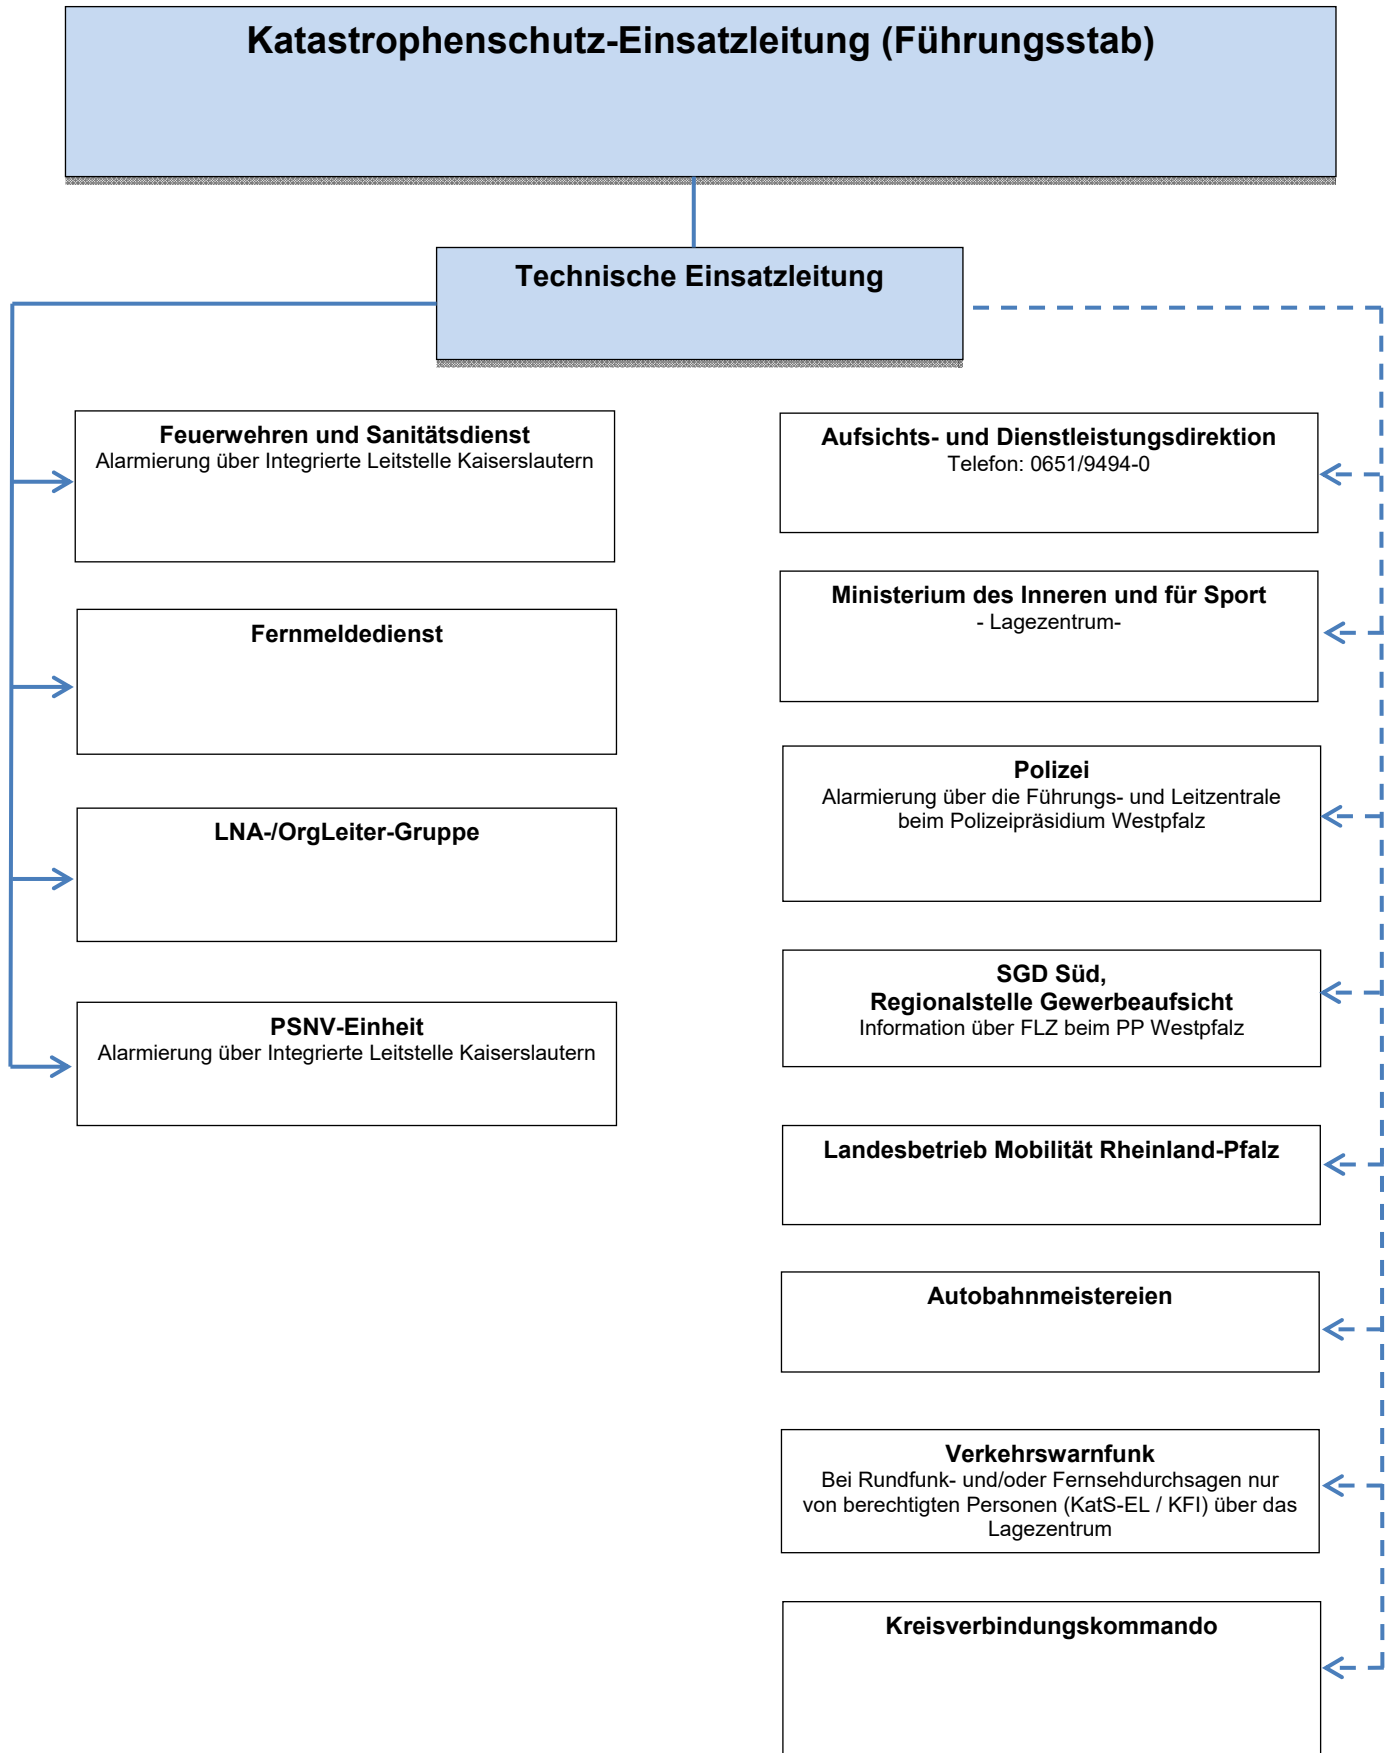 Katastrophenschutz-Einsatzleitung (Führungsstab)
Technische Einsatzleitung
Feuerwehren und Sanitätsdienst
Alarmierung über Integrierte Leitstelle Kaiserslautern
Fernmeldedienst
LNA-/OrgLeiter-Gruppe
PSNV-Einheit
Alarmierung über Integrierte Leitstelle Kaiserslautern
Aufsichts- und Dienstleistungsdirektion
Telefon: 0651/9494-0
Ministerium des Inneren und für Sport
- Lagezentrum-
Polizei
Alarmierung über die Führungs- und Leitzentrale
beim Polizeipräsidium Westpfalz
SGD Süd,
Regionalstelle Gewerbeaufsicht
Information über FLZ beim PP Westpfalz
Landesbetrieb Mobilität Rheinland-Pfalz
Autobahnmeistereien
Verkehrswarnfunk
Bei Rundfunk- und/oder Fernsehdurchsagen nur
von berechtigten Personen (KatS-EL / KFI) über das
Lagezentrum
Kreisverbindungskommando